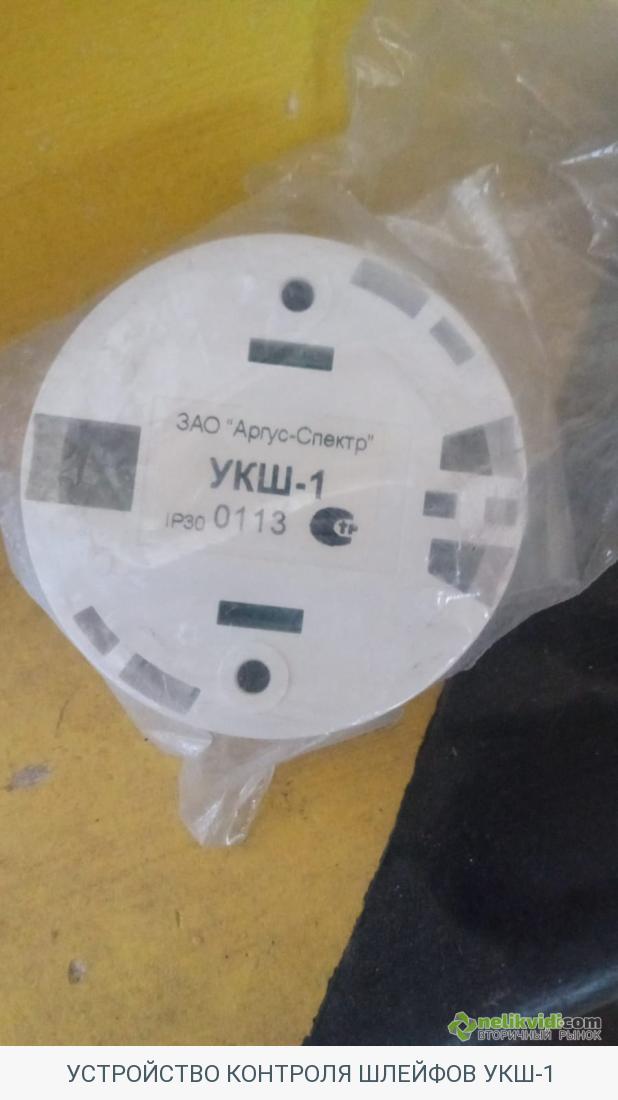 ЗАО "Аргус-Спектр"
УКШ-1
IP30 0113
nelikvidi.com
ВТОРИЧНЫЙ РЫНОК
УСТРОЙСТВО КОНТРОЛЯ ШЛЕЙФОВ УКШ-1